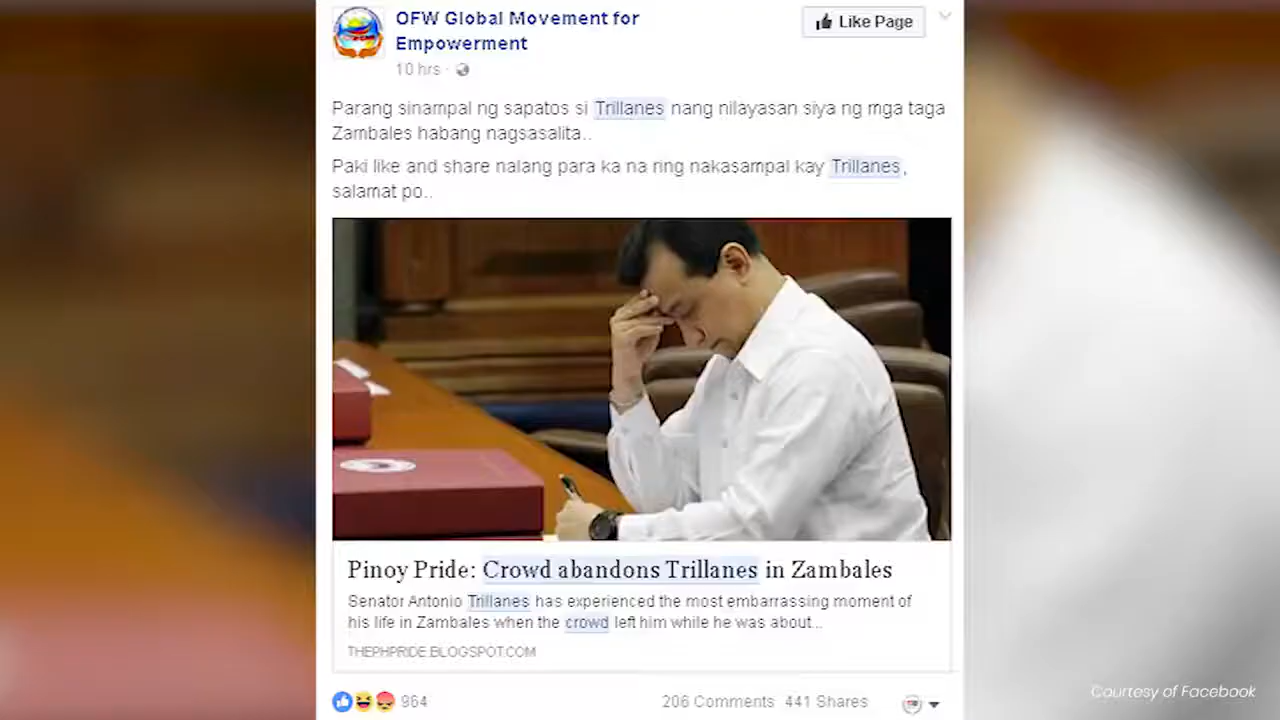 OFW Global Movement for
Empowerment
Like Page
10 hrs ·
Parang sinampal ng sapatos si Trillanes nang nilayasan siya ng mga taga
Zambales habang nagsasalita..
Paki like and share nalang para ka na ring nakasampal kay Trillanes,
salamat po..
Pinoy Pride: Crowd abandons Trillanes in Zambales
Senator Antonio Trillanes has experienced the most embarrassing moment of
his life in Zambales when the crowd left him while he was about...
THEPHPRIDE.BLOGSPOT.COM
964
206 Comments 441 Shares
Courtesy of Facebook